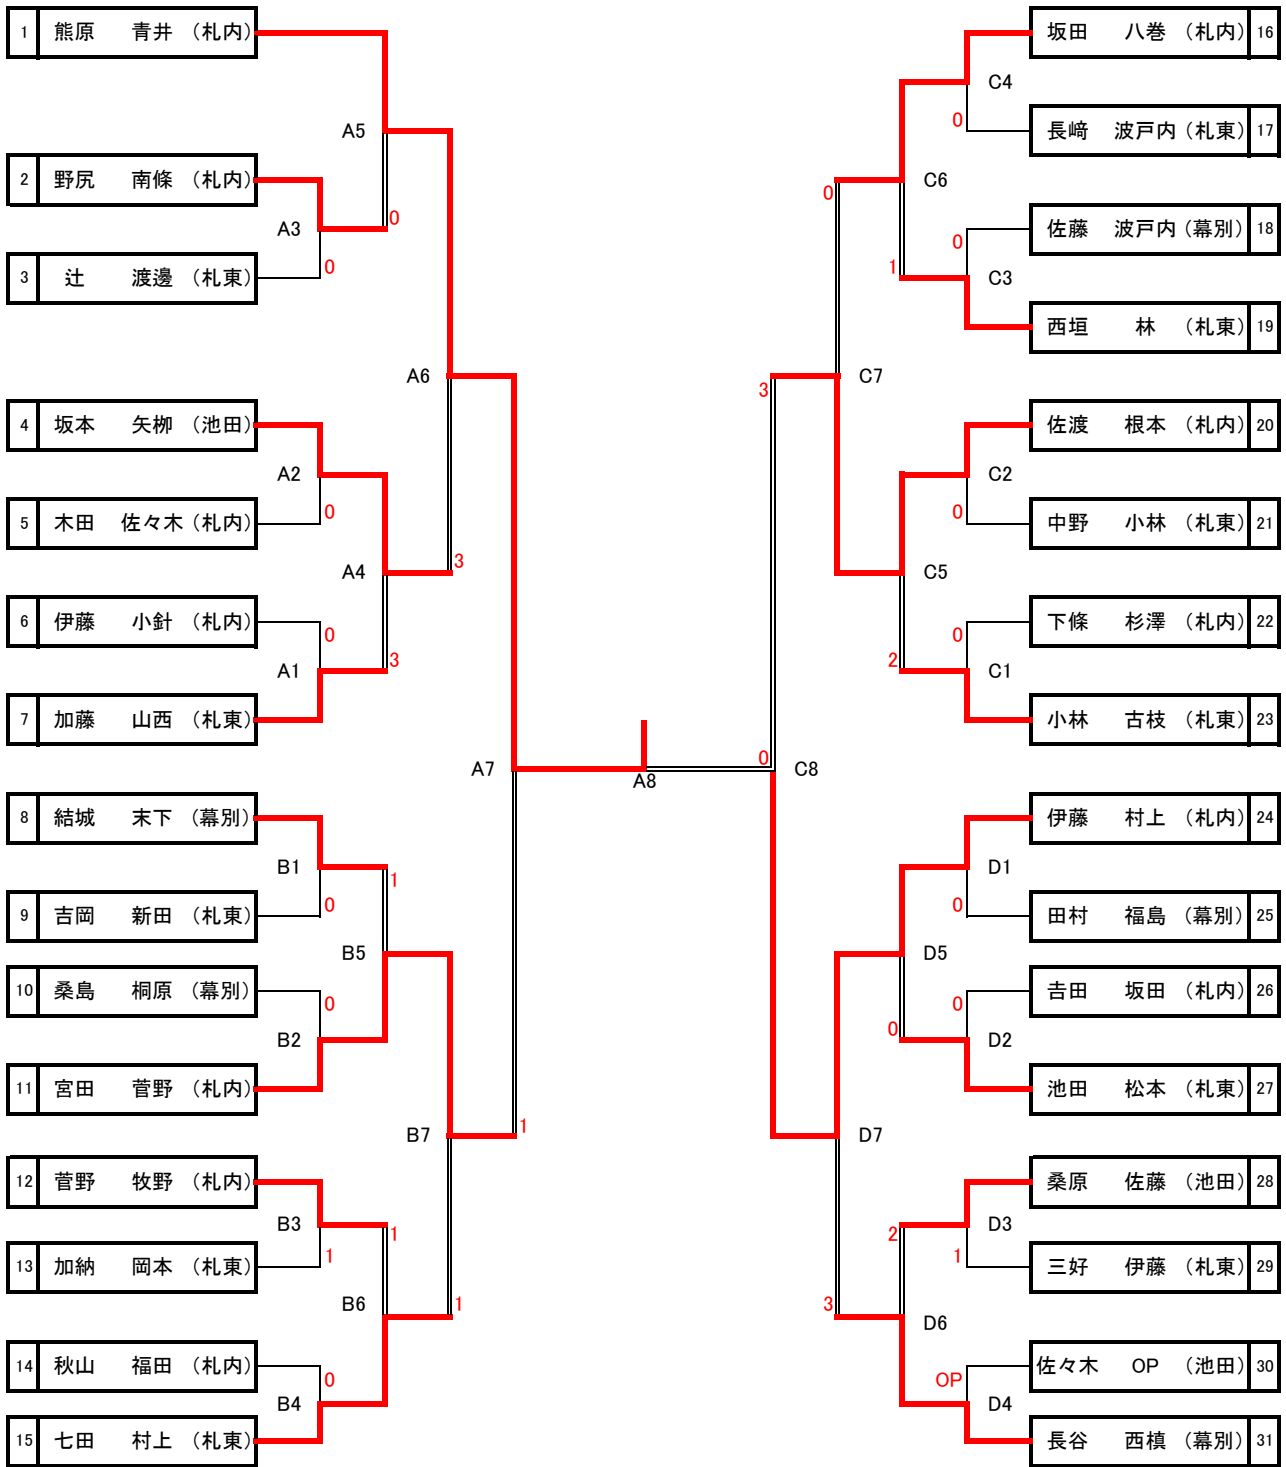 1 熊原 青井 (札内)
A5
2 野尻 南條 (札内)
0
A3
0
3 辻 渡邊 (札東)
A6
4 坂本 矢栁 (池田)
A2
0
5 木田 佐々木 (札内)
A4
3
6 伊藤 小針 (札内)
0
A1
3
7 加藤 山西 (札東)
A7
8 結城 末下 (幕別)
B1
1
0
9 吉岡 新田 (札東)
B5
10 桑島 桐原 (幕別)
0
B2
11 宮田 菅野 (札内)
B7
1
12 菅野 牧野 (札内)
B3
1
1
13 加納 岡本 (札東)
B6
1
14 秋山 福田 (札内)
0
B4
15 七田 村上 (札東)
A8
0
C8
坂田 八巻 (札内) 16
C4
0
長﨑 波戸内 (札東) 17
0
C6
佐藤 波戸内 (幕別) 18
0
1
C3
西垣 林 (札東) 19
3
C7
佐渡 根本 (札内) 20
C2
0
中野 小林 (札東) 21
C5
下條 杉澤 (札内) 22
0
2
C1
小林 古枝 (札東) 23
伊藤 村上 (札内) 24
D1
0
田村 福島 (幕別) 25
D5
𠮷田 坂田 (札内) 26
0
0
D2
池田 松本 (札東) 27
D7
桑原 佐藤 (池田) 28
2
D3
1
三好 伊藤 (札東) 29
3
D6
佐々木 OP (池田) 30
OP
D4
長谷 西槙 (幕別) 31